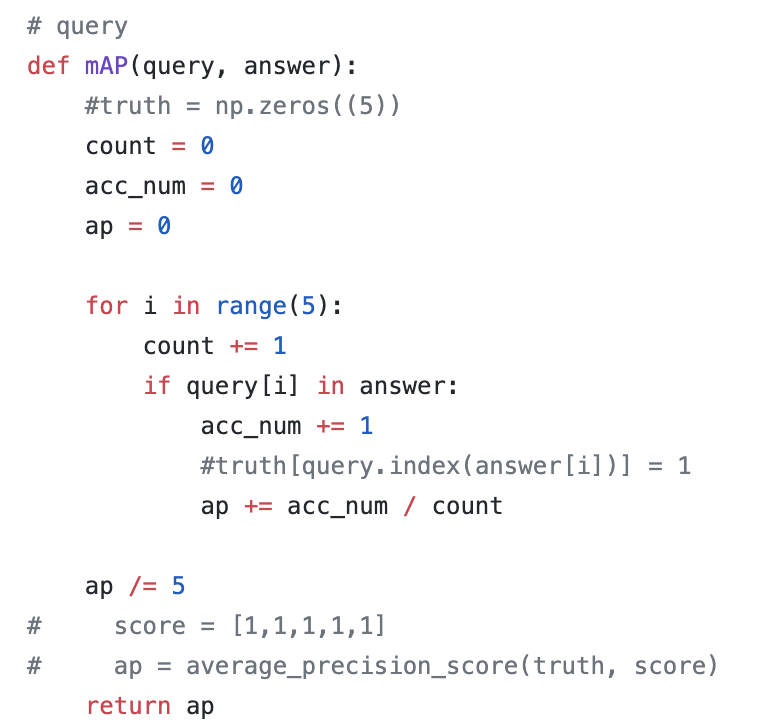 # query
def mAP(query, answer):
    #truth = np.zeros((5))
    count = 0
    acc_num = 0
    ap = 0

    for i in range(5):
        count += 1
        if query[i] in answer:
            acc_num += 1
            #truth[query.index(answer[i])] = 1
            ap += acc_num / count

    ap /= 5
#     score = [1,1,1,1,1]
#     ap = average_precision_score(truth, score)
    return ap